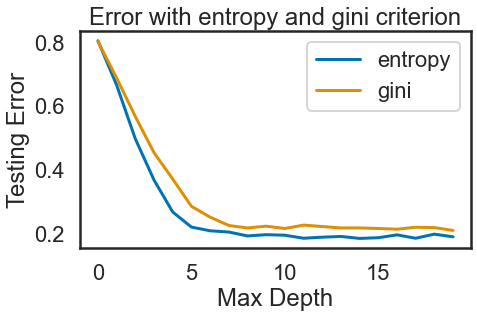 Error with entropy and gini criterion
0.8
0.6
0.4
0.2
Testing Error
entropy
gini
0 5 10 15
Max Depth